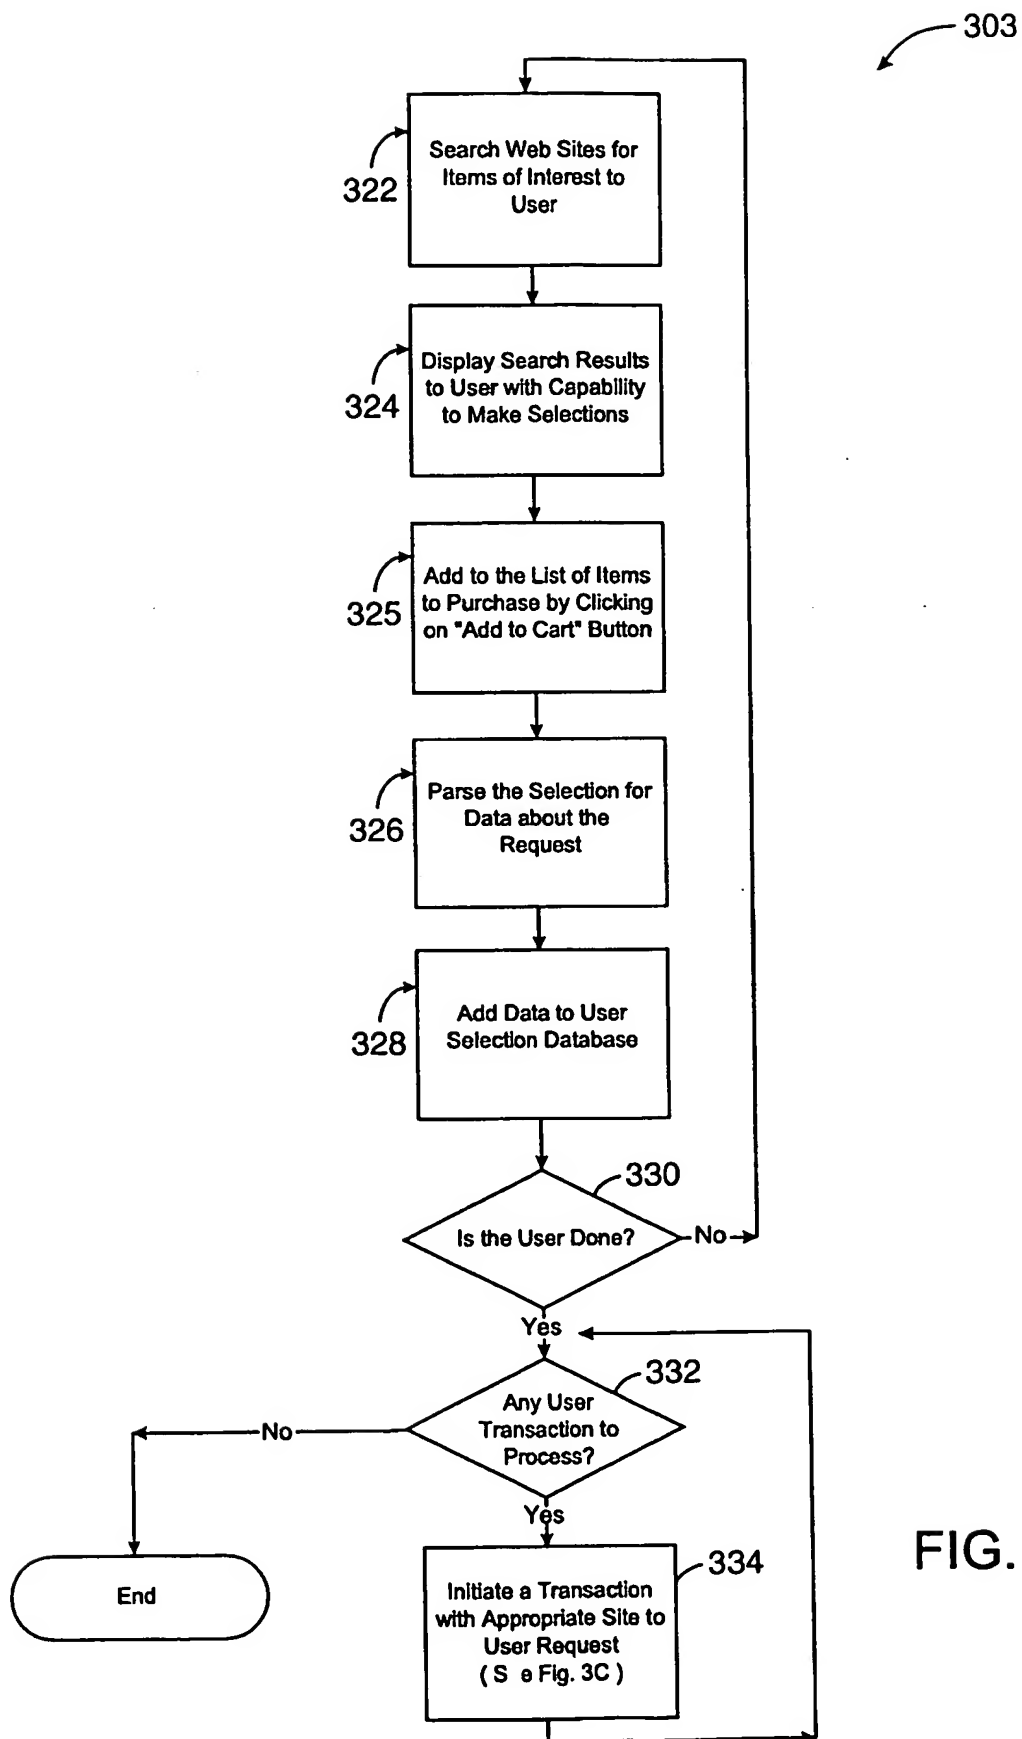 303
Search Web Sites for
Items of Interest to
User
322
Display Search Results
to User with Capability
to Make Selections
324
Add to the List of Items
to Purchase by Clicking
on "Add to Cart" Button
325
Parse the Selection for
Data about the
Request
326
Add Data to User
Selection Database
328
330
Is the User Done?
No
Yes
332
Any User
Transaction to
Process?
No
Yes
End
334
Initiate a Transaction
with Appropriate Site to
User Request
( S e Fig. 3C )
FIG.